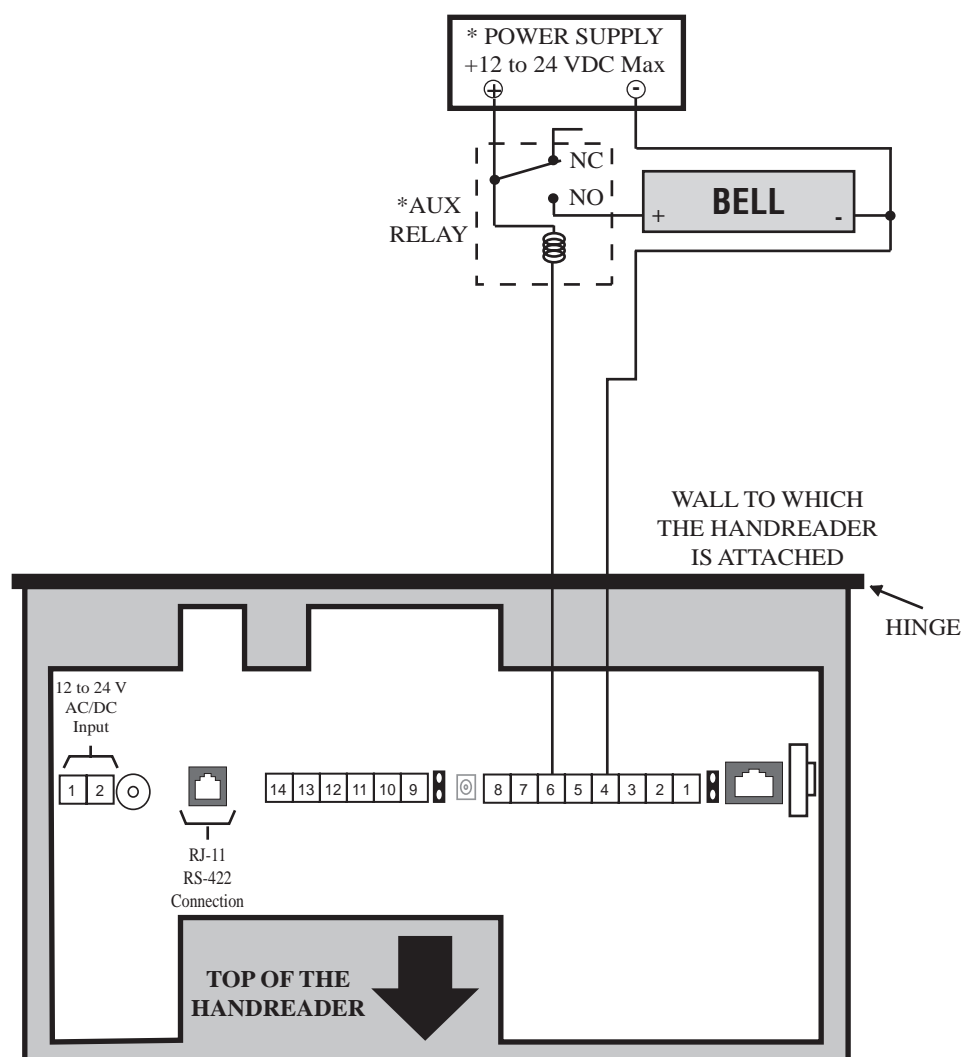 * POWER SUPPLY
+12 to 24 VDC Max
+ -
NC
NO
*AUX
RELAY
+ BELL -
WALL TO WHICH
THE HANDREADER
IS ATTACHED
HINGE
12 to 24 V
AC/DC
Input
1 2
14 13 12 11 10 9
8 7 6 5 4 3 2 1
RJ-11
RS-422
Connection
TOP OF THE
HANDREADER